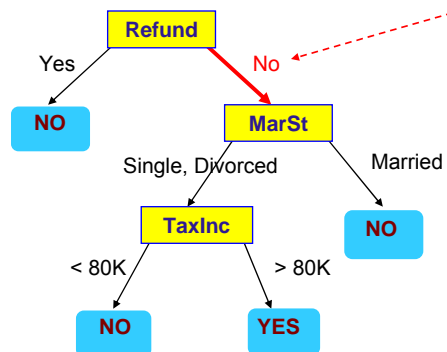 Refund
Yes
No
NO
MarSt
Single, Divorced
Married
TaxInc
NO
< 80K
> 80K
NO
YES